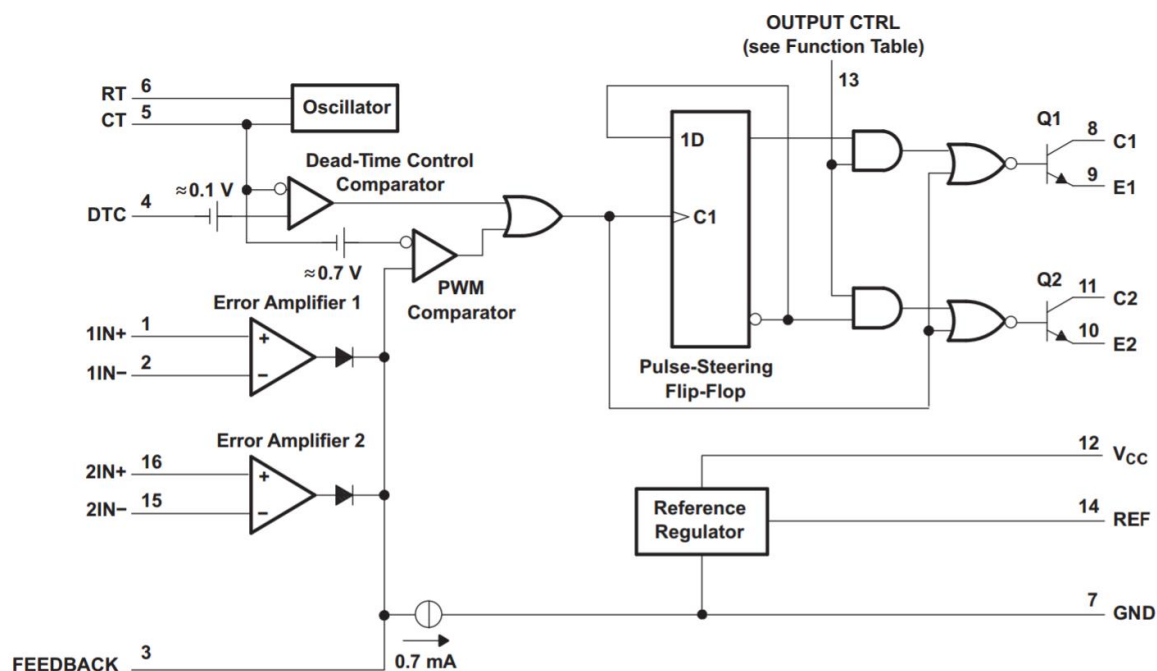 OUTPUT CTRL
(see Function Table)
13
RT 6
CT 5
Oscillator
Dead-Time Control
Comparator
≈0.1 V
DTC 4
≈0.7 V
PWM
Comparator
1D
C1
Pulse-Steering
Flip-Flop
Q1
8 C1
9 E1
Q2
11 C2
10 E2
Error Amplifier 1
1IN+ 1
1IN− 2
+
−
Error Amplifier 2
2IN+ 16
2IN− 15
+
−
12 VCC
Reference
Regulator
14 REF
7 GND
0.7 mA
FEEDBACK 3